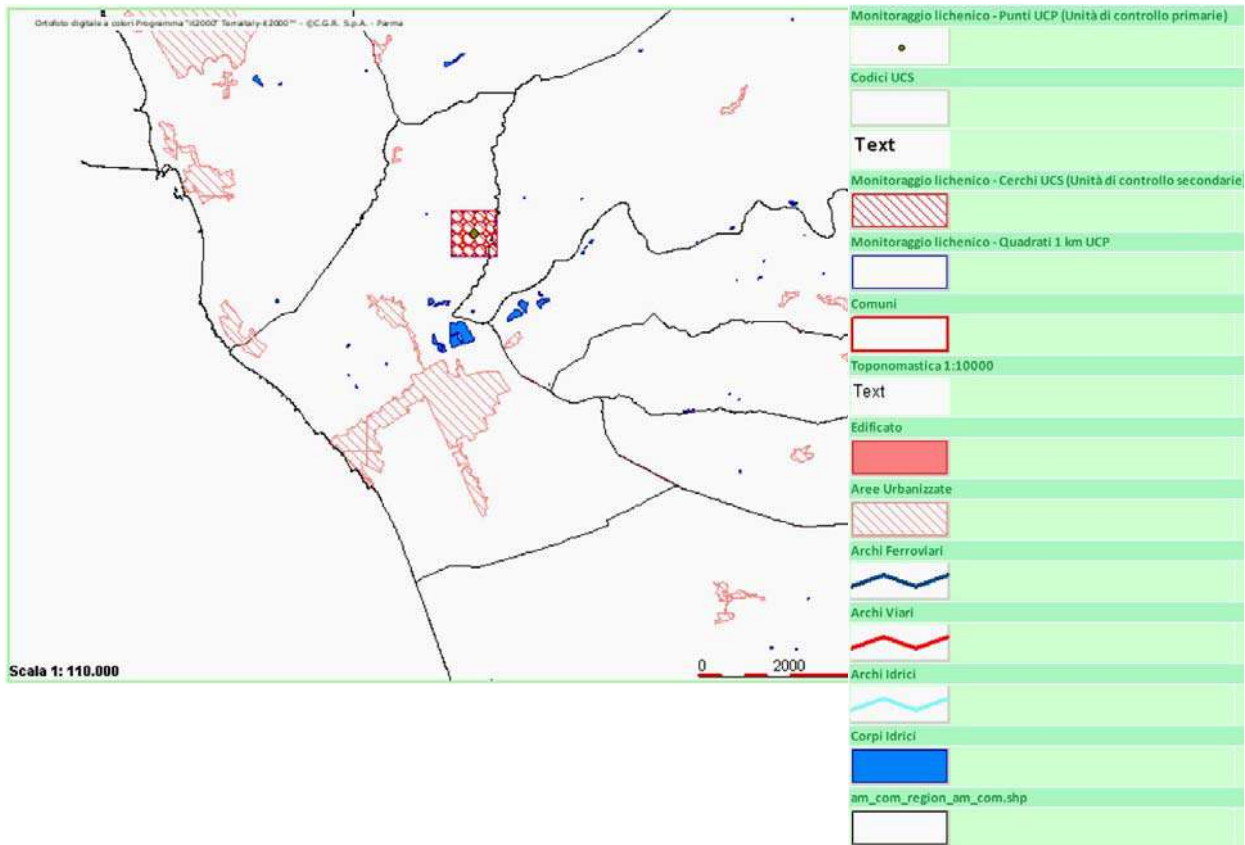 Ortofoto digitale a colori Programma "it2000" Terraitaly-it2000™ - ©C.G.R. S.p.A. - Parma
Scala 1: 110.000
0 2000
Monitoraggio lichenico - Punti UCP (Unità di controllo primarie)
Codici UCS
Text
Monitoraggio lichenico - Cerchi UCS (Unità di controllo secondarie)
Monitoraggio lichenico - Quadrati 1 km UCP
Comuni
Toponomastica 1:10000
Text
Edificato
Aree Urbanizzate
Archi Ferroviari
Archi Viari
Archi Idrici
Corpi Idrici
am_com_region_am_com.shp